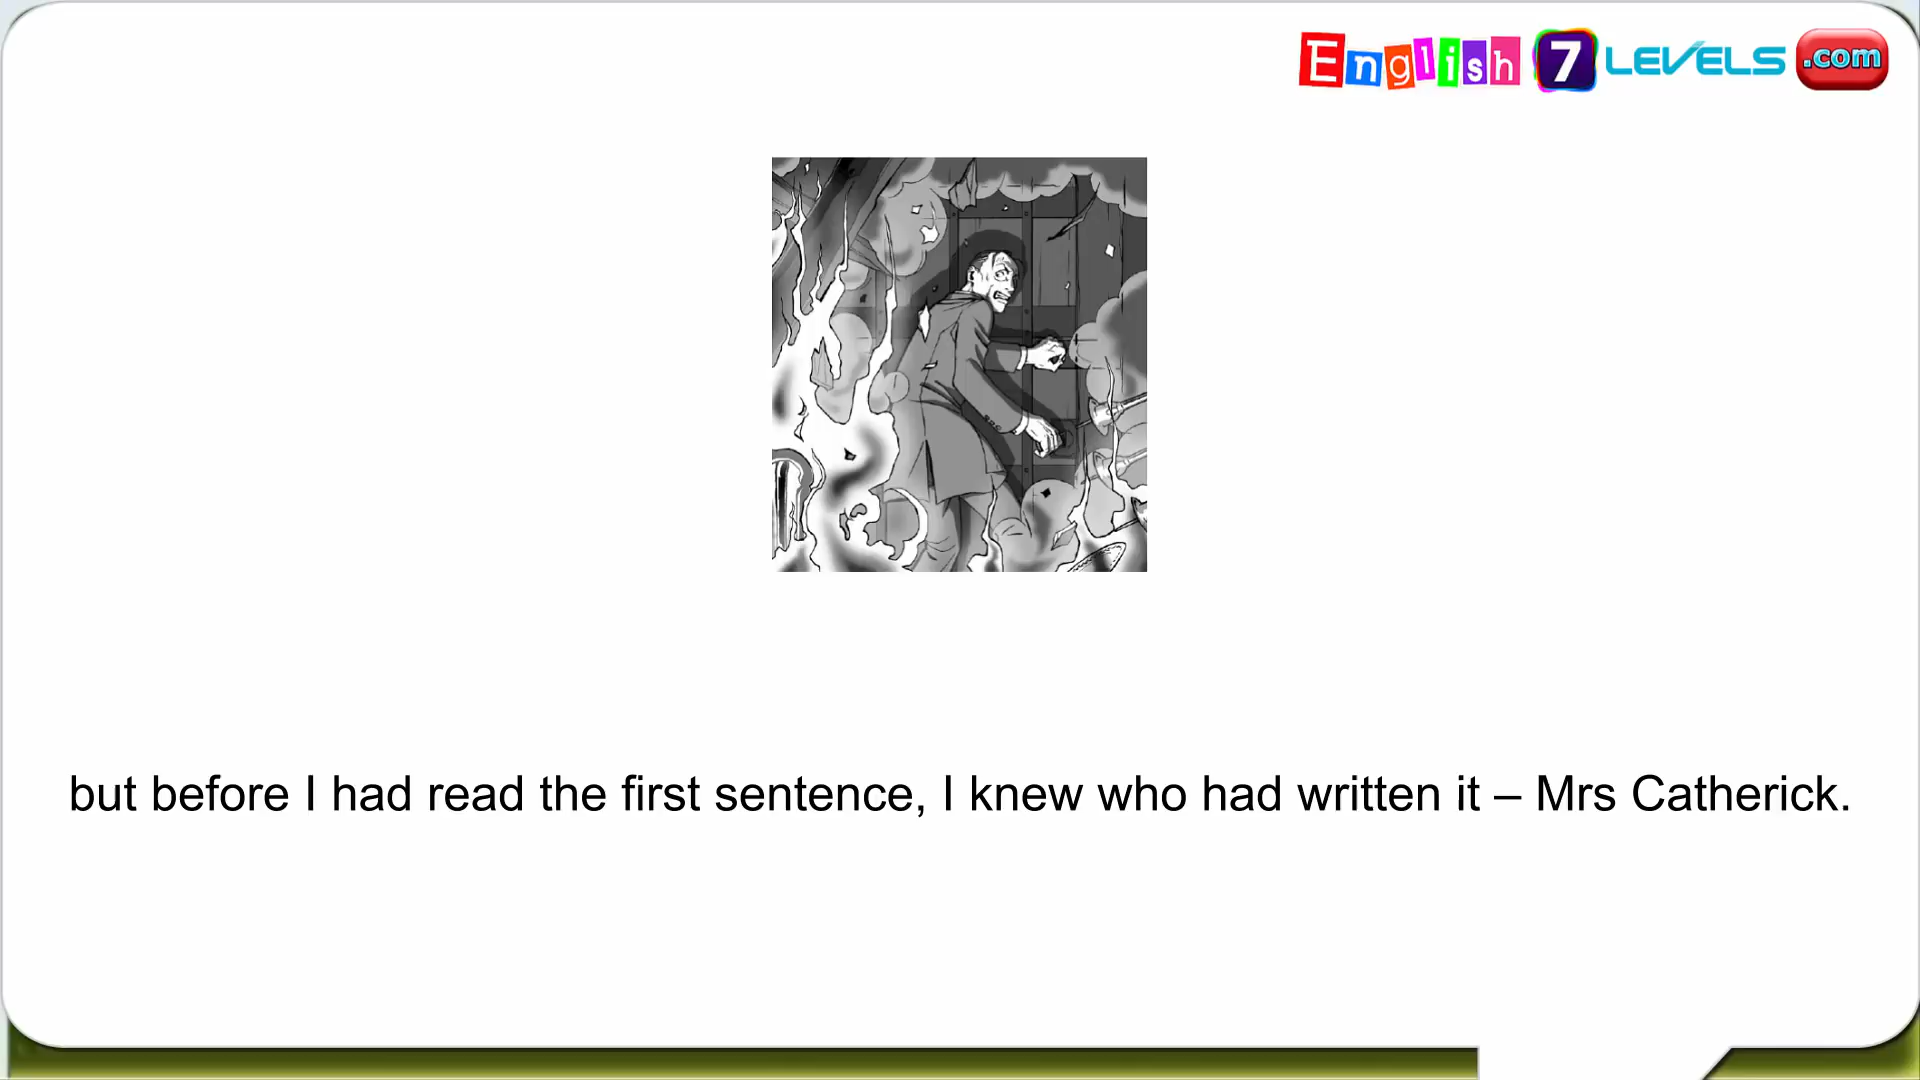 English 7 LEVELS .com
but before I had read the first sentence, I knew who had written it – Mrs Catherick.